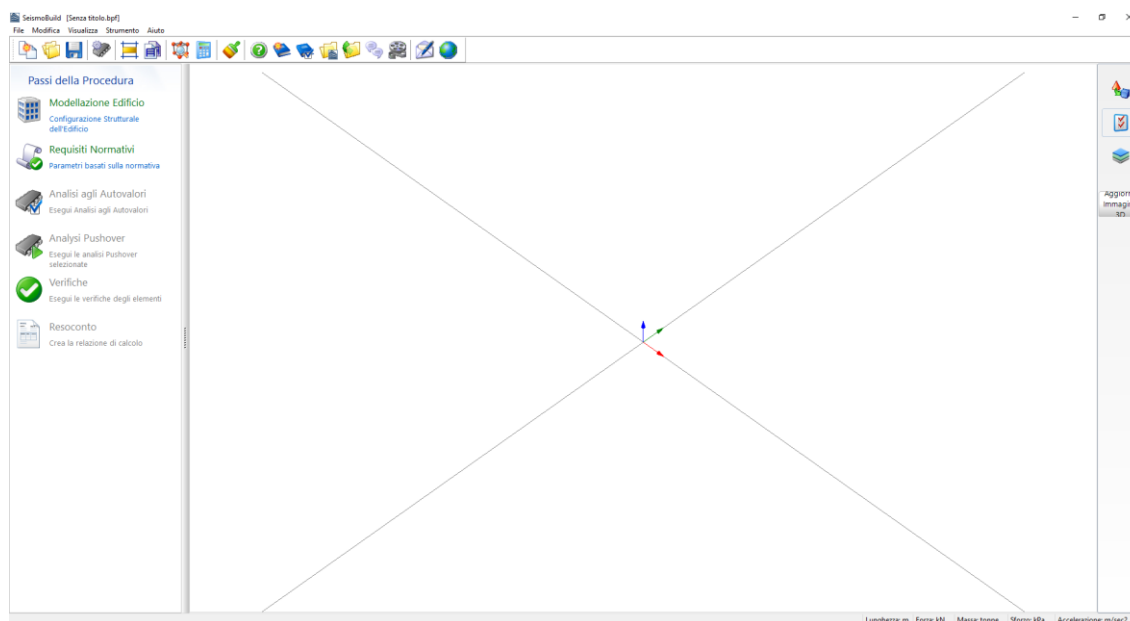 SeismoBuild [Senza titolo.bpf]
File Modifica Visualizza Strumento Aiuto
Passi della Procedura
Modellazione Edificio
Configurazione Strutturale
dell'Edificio
Requisiti Normativi
Parametri basati sulla normativa
Analisi agli Autovalori
Esegui Analisi agli Autovalori
Analysi Pushover
Esegui le analisi Pushover
selezionate
Verifiche
Esegui le verifiche degli elementi
Resoconto
Crea la relazione di calcolo
Aggiorn
Immagin
3D
Lunghezza: m Forza: kN Massa: tonne Sforzo: kPa Accelerazione: m/sec2